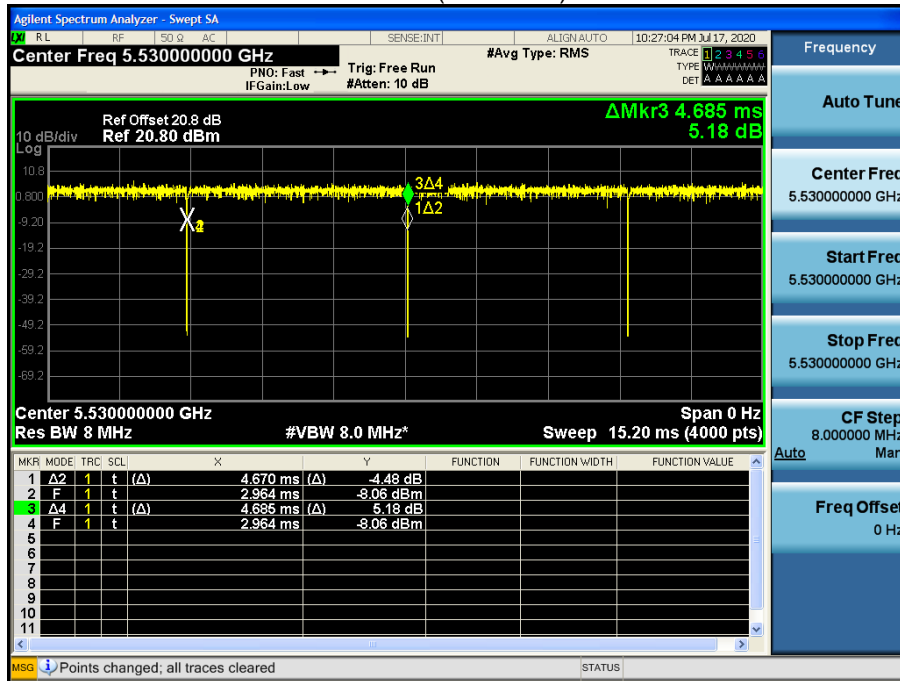 Agilent Spectrum Analyzer - Swept SA
LXI RL RF 50 Ω AC SENSE:INT ALIGN AUTO 10:27:04 PM Jul 17, 2020
Center Freq 5.530000000 GHz
PNO: Fast
IFGain:Low
Trig: Free Run
#Atten: 10 dB
#Avg Type: RMS
TRACE 1 2 3 4 5 6
TYPE WWWWWW
DET A A A A A A
Frequency
Auto Tune
Center Freq
5.530000000 GHz
Start Freq
5.530000000 GHz
Stop Freq
5.530000000 GHz
CF Step
8.000000 MHz
Auto Man
Freq Offset
0 Hz
ΔMkr3 4.685 ms
5.18 dB
Ref Offset 20.8 dB
10 dB/div Ref 20.80 dBm
Log
10.8
0.800
-9.20
-19.2
-29.2
-39.2
-49.2
-59.2
-69.2
3Δ4
1Δ2
Center 5.530000000 GHz Span 0 Hz
Res BW 8 MHz #VBW 8.0 MHz* Sweep 15.20 ms (4000 pts)
MKR MODE TRC SCL X Y FUNCTION FUNCTION WIDTH FUNCTION VALUE
1 Δ2 1 t (Δ) 4.670 ms (Δ) -4.48 dB
2 F 1 t 2.964 ms -8.06 dBm
3 Δ4 1 t (Δ) 4.685 ms (Δ) 5.18 dB
4 F 1 t 2.964 ms -8.06 dBm
5
6
7
8
9
10
11
MSG Points changed; all traces cleared STATUS